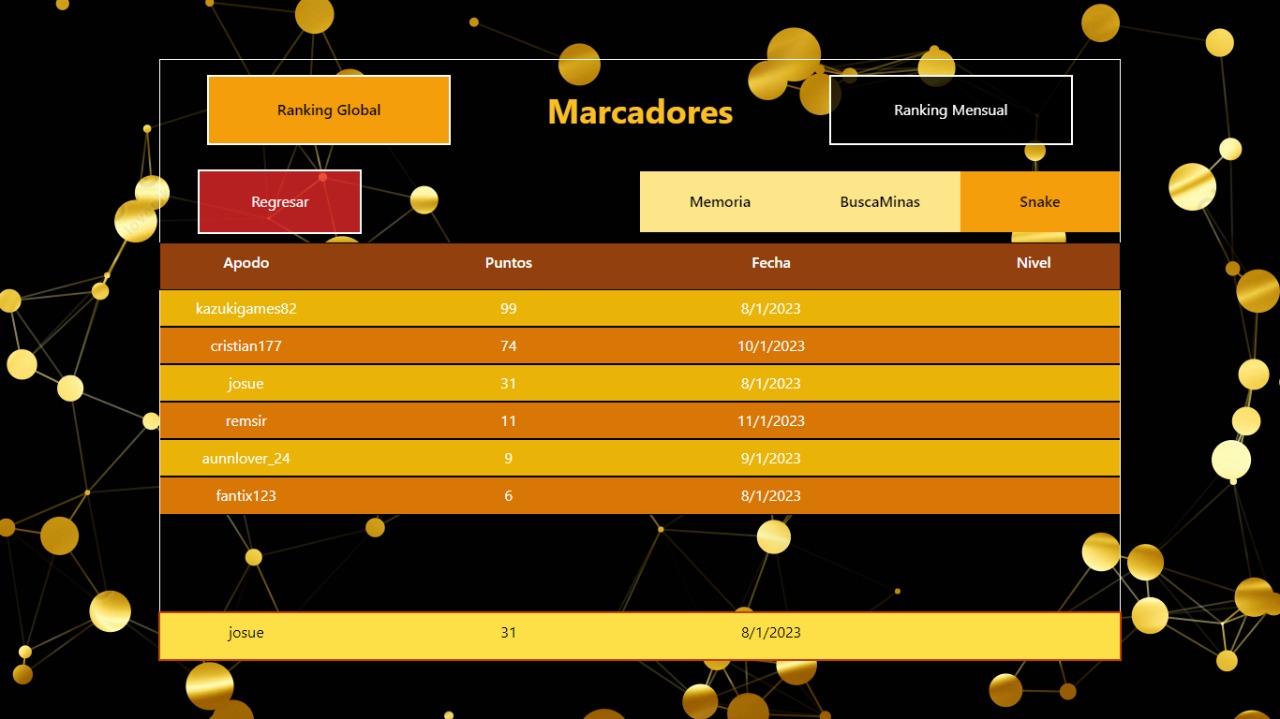 Ranking Global
Marcadores
Ranking Mensual
Regresar
Memoria BuscaMinas Snake
Apodo Puntos Fecha Nivel
kazukigames82 99 8/1/2023
cristian177 74 10/1/2023
josue 31 8/1/2023
remsir 11 11/1/2023
aunnlover_24 9 9/1/2023
fantix123 6 8/1/2023
josue 31 8/1/2023